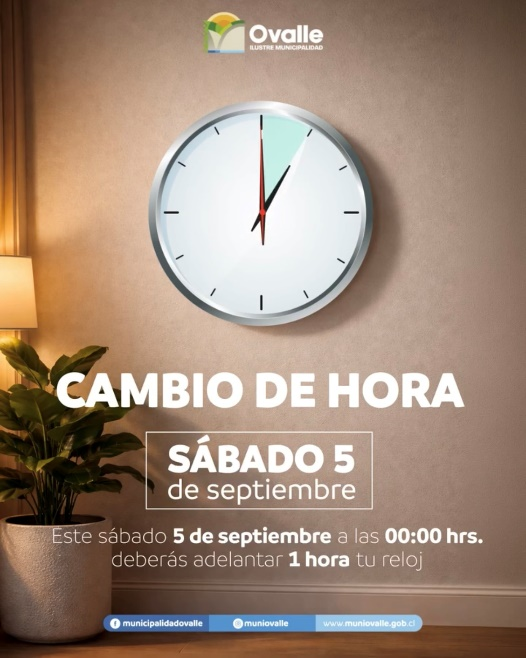 Ovalle
ILUSTRE MUNICIPALIDAD
CAMBIO DE HORA
SÁBADO 5
de septiembre
Este sábado 5 de septiembre a las 00:00 hrs.
deberás adelantar 1 hora tu reloj
municipalidadovalle muniovalle www.muniovalle.gob.cl